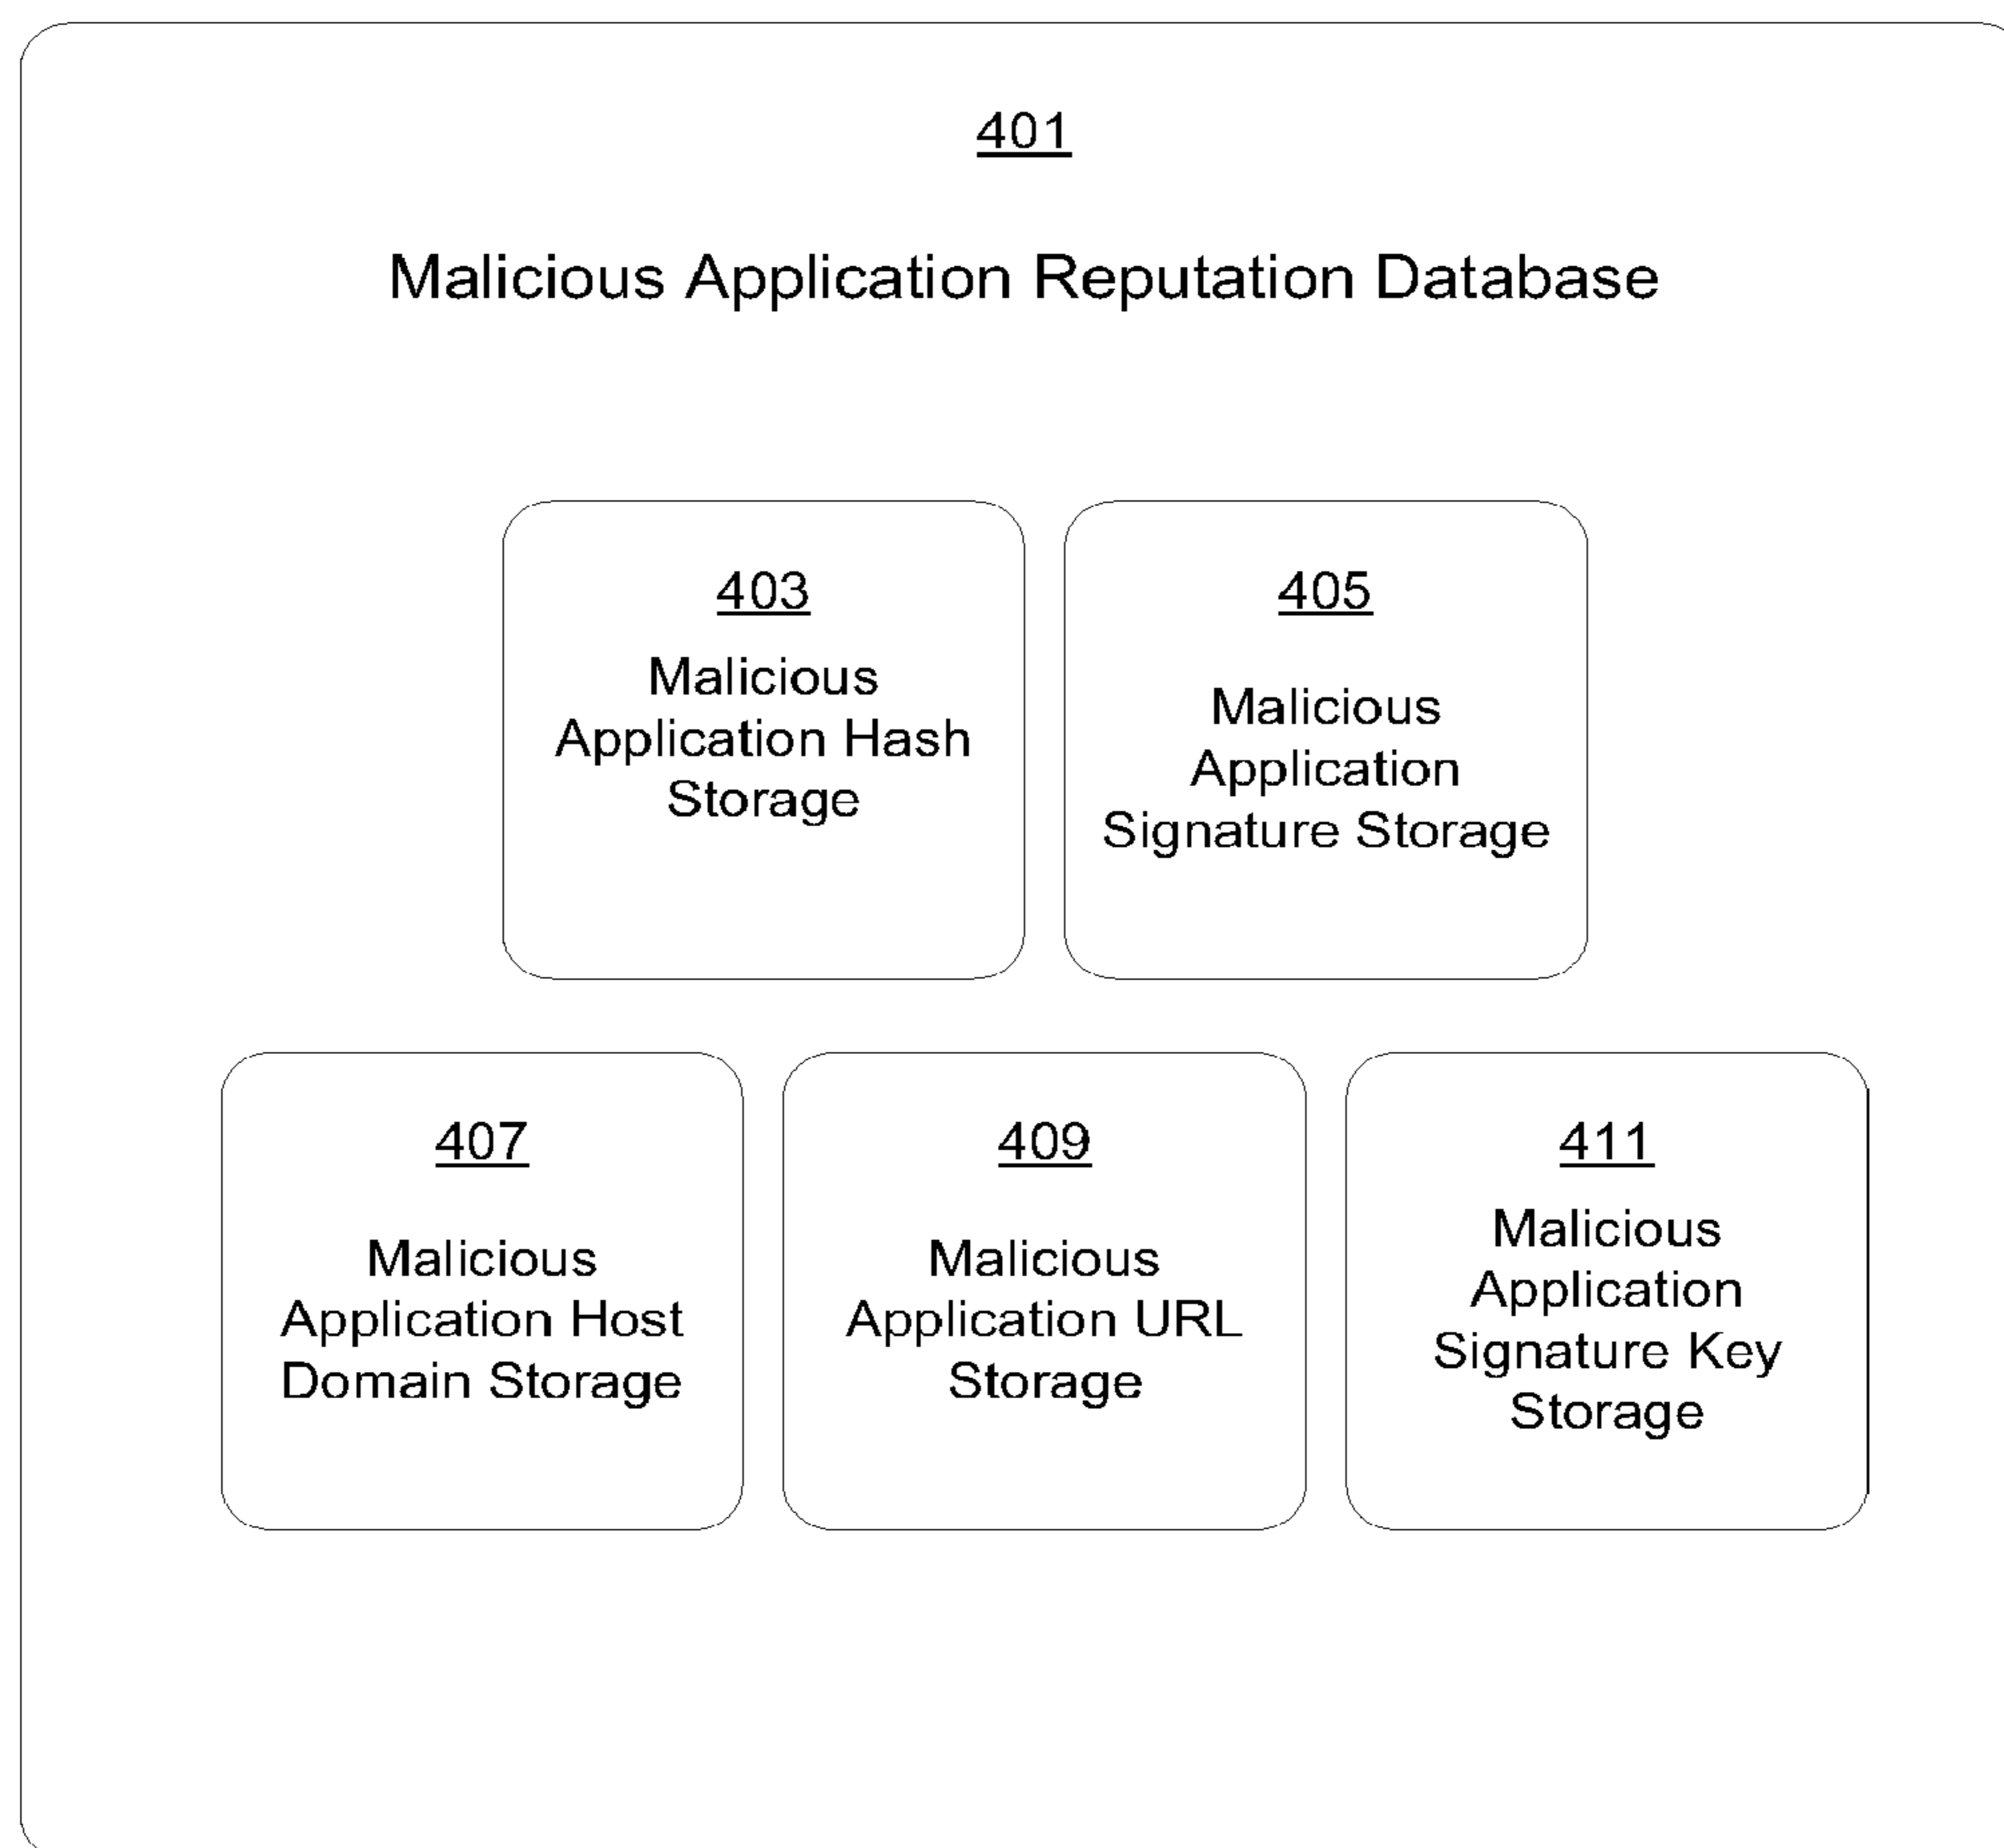 401
Malicious Application Reputation Database
403
Malicious
Application Hash
Storage
405
Malicious
Application
Signature Storage
407
Malicious
Application Host
Domain Storage
409
Malicious
Application URL
Storage
411
Malicious
Application
Signature Key
Storage